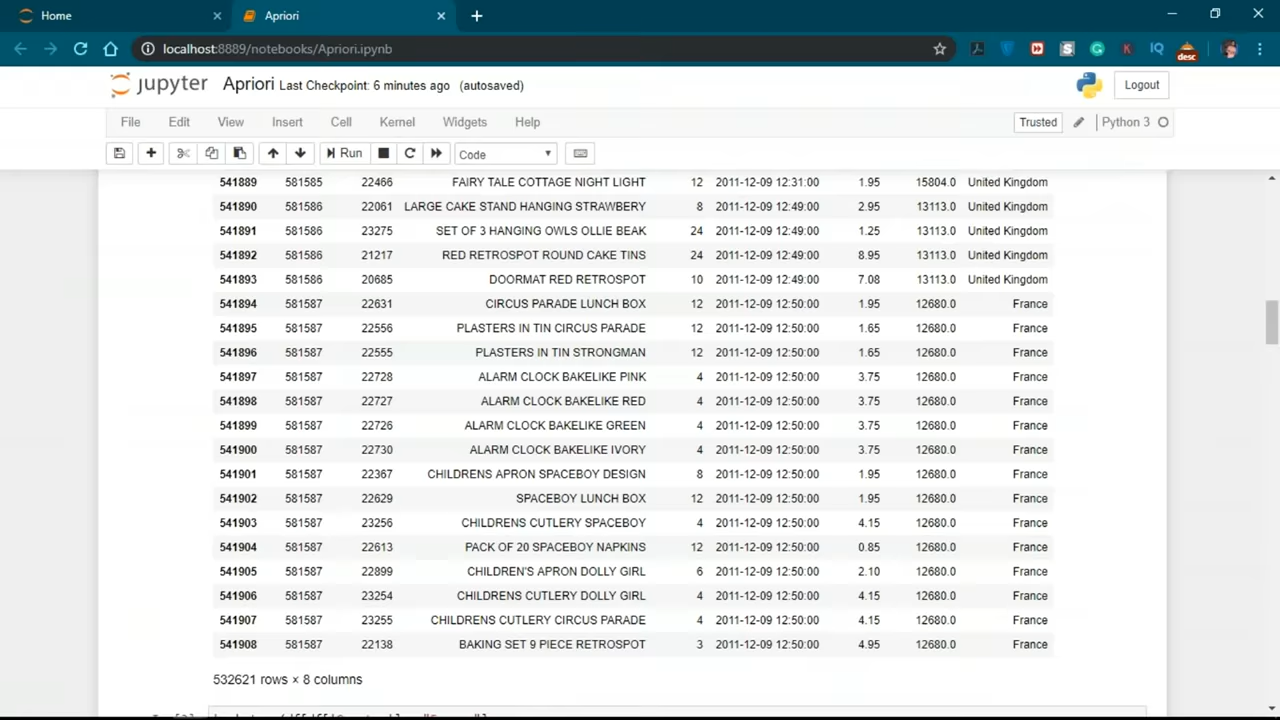 Home
Apriori
localhost:8889/notebooks/Apriori.ipynb
desc
jupyter Apriori Last Checkpoint: 6 minutes ago (autosaved)
Logout
File Edit View Insert Cell Kernel Widgets Help
Trusted
Python 3
Run
Code
541889 581585 22466 FAIRY TALE COTTAGE NIGHT LIGHT 12 2011-12-09 12:31:00 1.95 15804.0 United Kingdom
541890 581586 22061 LARGE CAKE STAND HANGING STRAWBERY 8 2011-12-09 12:49:00 2.95 13113.0 United Kingdom
541891 581586 23275 SET OF 3 HANGING OWLS OLLIE BEAK 24 2011-12-09 12:49:00 1.25 13113.0 United Kingdom
541892 581586 21217 RED RETROSPOT ROUND CAKE TINS 24 2011-12-09 12:49:00 8.95 13113.0 United Kingdom
541893 581586 20685 DOORMAT RED RETROSPOT 10 2011-12-09 12:49:00 7.08 13113.0 United Kingdom
541894 581587 22631 CIRCUS PARADE LUNCH BOX 12 2011-12-09 12:50:00 1.95 12680.0 France
541895 581587 22556 PLASTERS IN TIN CIRCUS PARADE 12 2011-12-09 12:50:00 1.65 12680.0 France
541896 581587 22555 PLASTERS IN TIN STRONGMAN 12 2011-12-09 12:50:00 1.65 12680.0 France
541897 581587 22728 ALARM CLOCK BAKELIKE PINK 4 2011-12-09 12:50:00 3.75 12680.0 France
541898 581587 22727 ALARM CLOCK BAKELIKE RED 4 2011-12-09 12:50:00 3.75 12680.0 France
541899 581587 22726 ALARM CLOCK BAKELIKE GREEN 4 2011-12-09 12:50:00 3.75 12680.0 France
541900 581587 22730 ALARM CLOCK BAKELIKE IVORY 4 2011-12-09 12:50:00 3.75 12680.0 France
541901 581587 22367 CHILDRENS APRON SPACEBOY DESIGN 8 2011-12-09 12:50:00 1.95 12680.0 France
541902 581587 22629 SPACEBOY LUNCH BOX 12 2011-12-09 12:50:00 1.95 12680.0 France
541903 581587 23256 CHILDRENS CUTLERY SPACEBOY 4 2011-12-09 12:50:00 4.15 12680.0 France
541904 581587 22613 PACK OF 20 SPACEBOY NAPKINS 12 2011-12-09 12:50:00 0.85 12680.0 France
541905 581587 22899 CHILDREN'S APRON DOLLY GIRL 6 2011-12-09 12:50:00 2.10 12680.0 France
541906 581587 23254 CHILDRENS CUTLERY DOLLY GIRL 4 2011-12-09 12:50:00 4.15 12680.0 France
541907 581587 23255 CHILDRENS CUTLERY CIRCUS PARADE 4 2011-12-09 12:50:00 4.15 12680.0 France
541908 581587 22138 BAKING SET 9 PIECE RETROSPOT 3 2011-12-09 12:50:00 4.95 12680.0 France
532621 rows × 8 columns